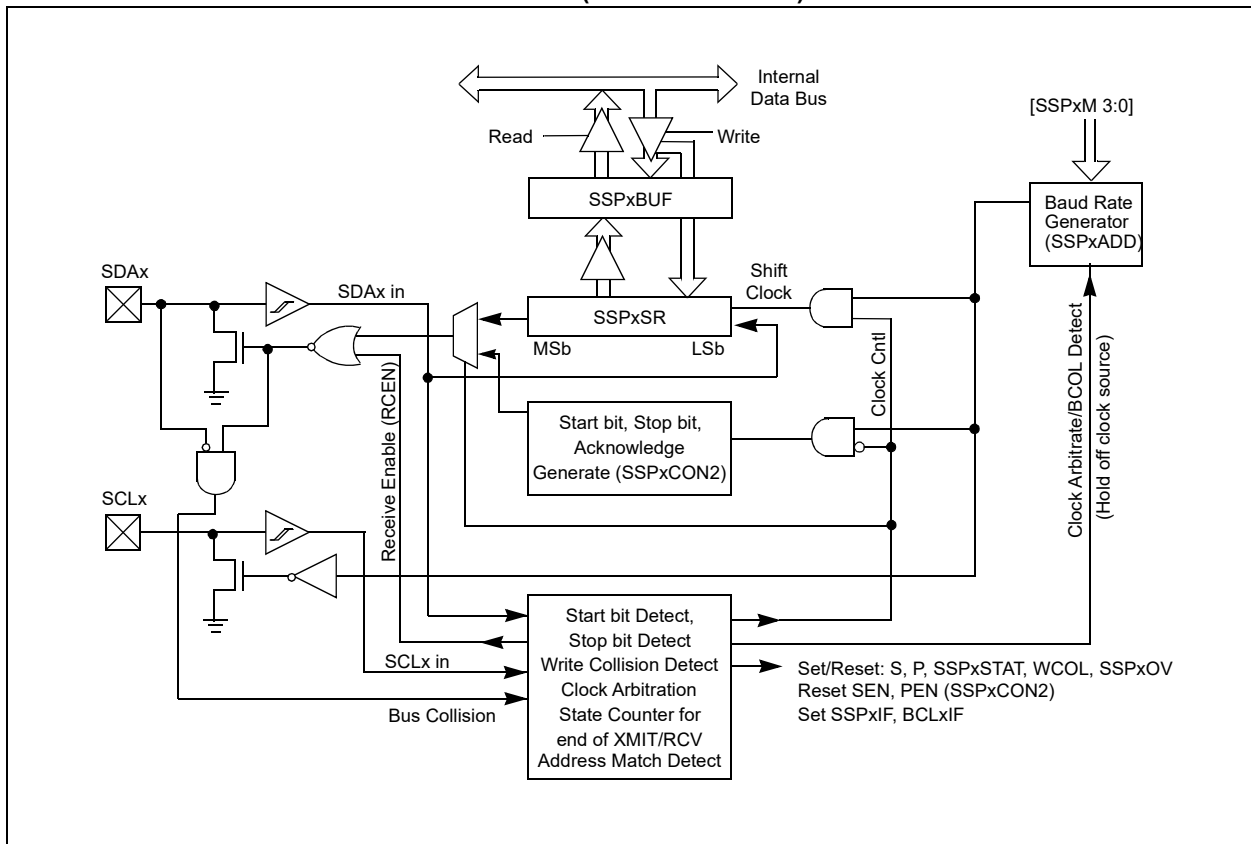 Internal
Data Bus
[SSPxM 3:0]
Read
Write
SSPxBUF
Baud Rate
Generator
(SSPxADD)
SDAx
SDAx in
Shift
Clock
SSPxSR
MSb
LSb
Clock Cntl
Receive Enable (RCEN)
Start bit, Stop bit,
Acknowledge
Generate (SSPxCON2)
Clock Arbitrate/BCOL Detect
(Hold off clock source)
SCLx
SCLx in
Bus Collision
Start bit Detect,
Stop bit Detect
Write Collision Detect
Clock Arbitration
State Counter for
end of XMIT/RCV
Address Match Detect
Set/Reset: S, P, SSPxSTAT, WCOL, SSPxOV
Reset SEN, PEN (SSPxCON2)
Set SSPxIF, BCLxIF